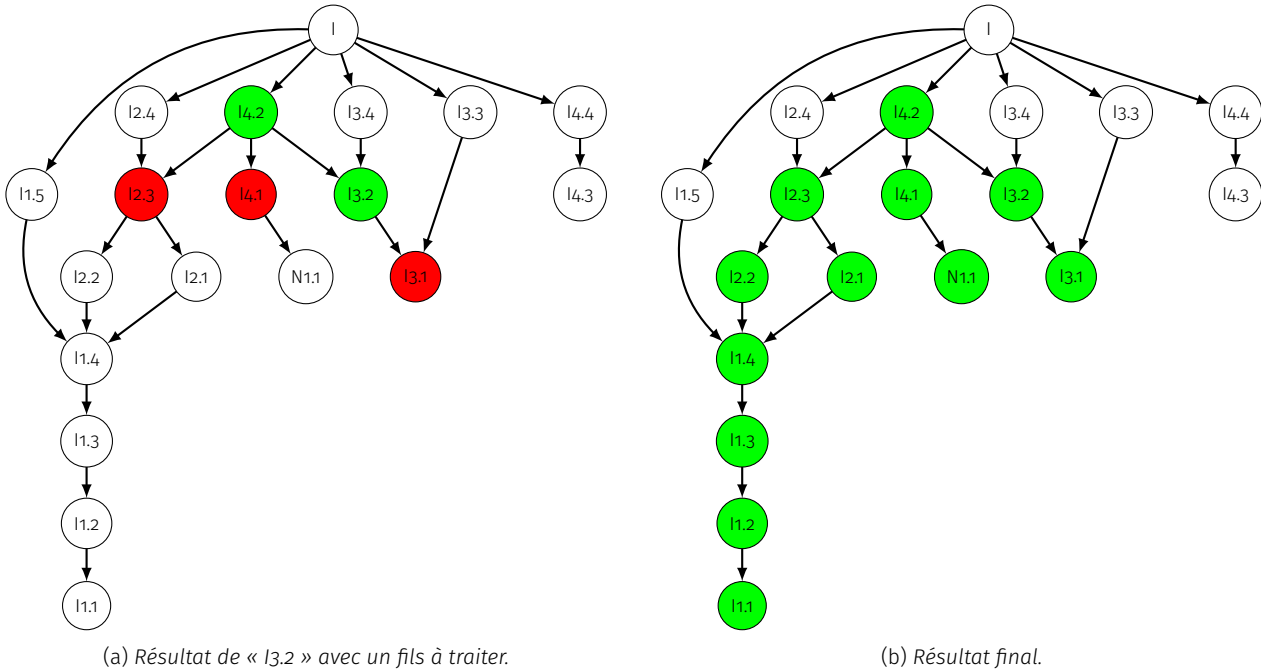 I I
I2.4 I4.2 I3.4 I3.3 I4.4 I2.4 I4.2 I3.4 I3.3 I4.4
I1.5 I2.3 I4.1 I3.2 I4.3 I1.5 I2.3 I4.1 I3.2 I4.3
I2.2 I2.1 N1.1 I3.1 I2.2 I2.1 N1.1 I3.1
I1.4 I1.4
I1.3 I1.3
I1.2 I1.2
I1.1 I1.1
(a) Résultat de « I3.2 » avec un fils à traiter. (b) Résultat final.